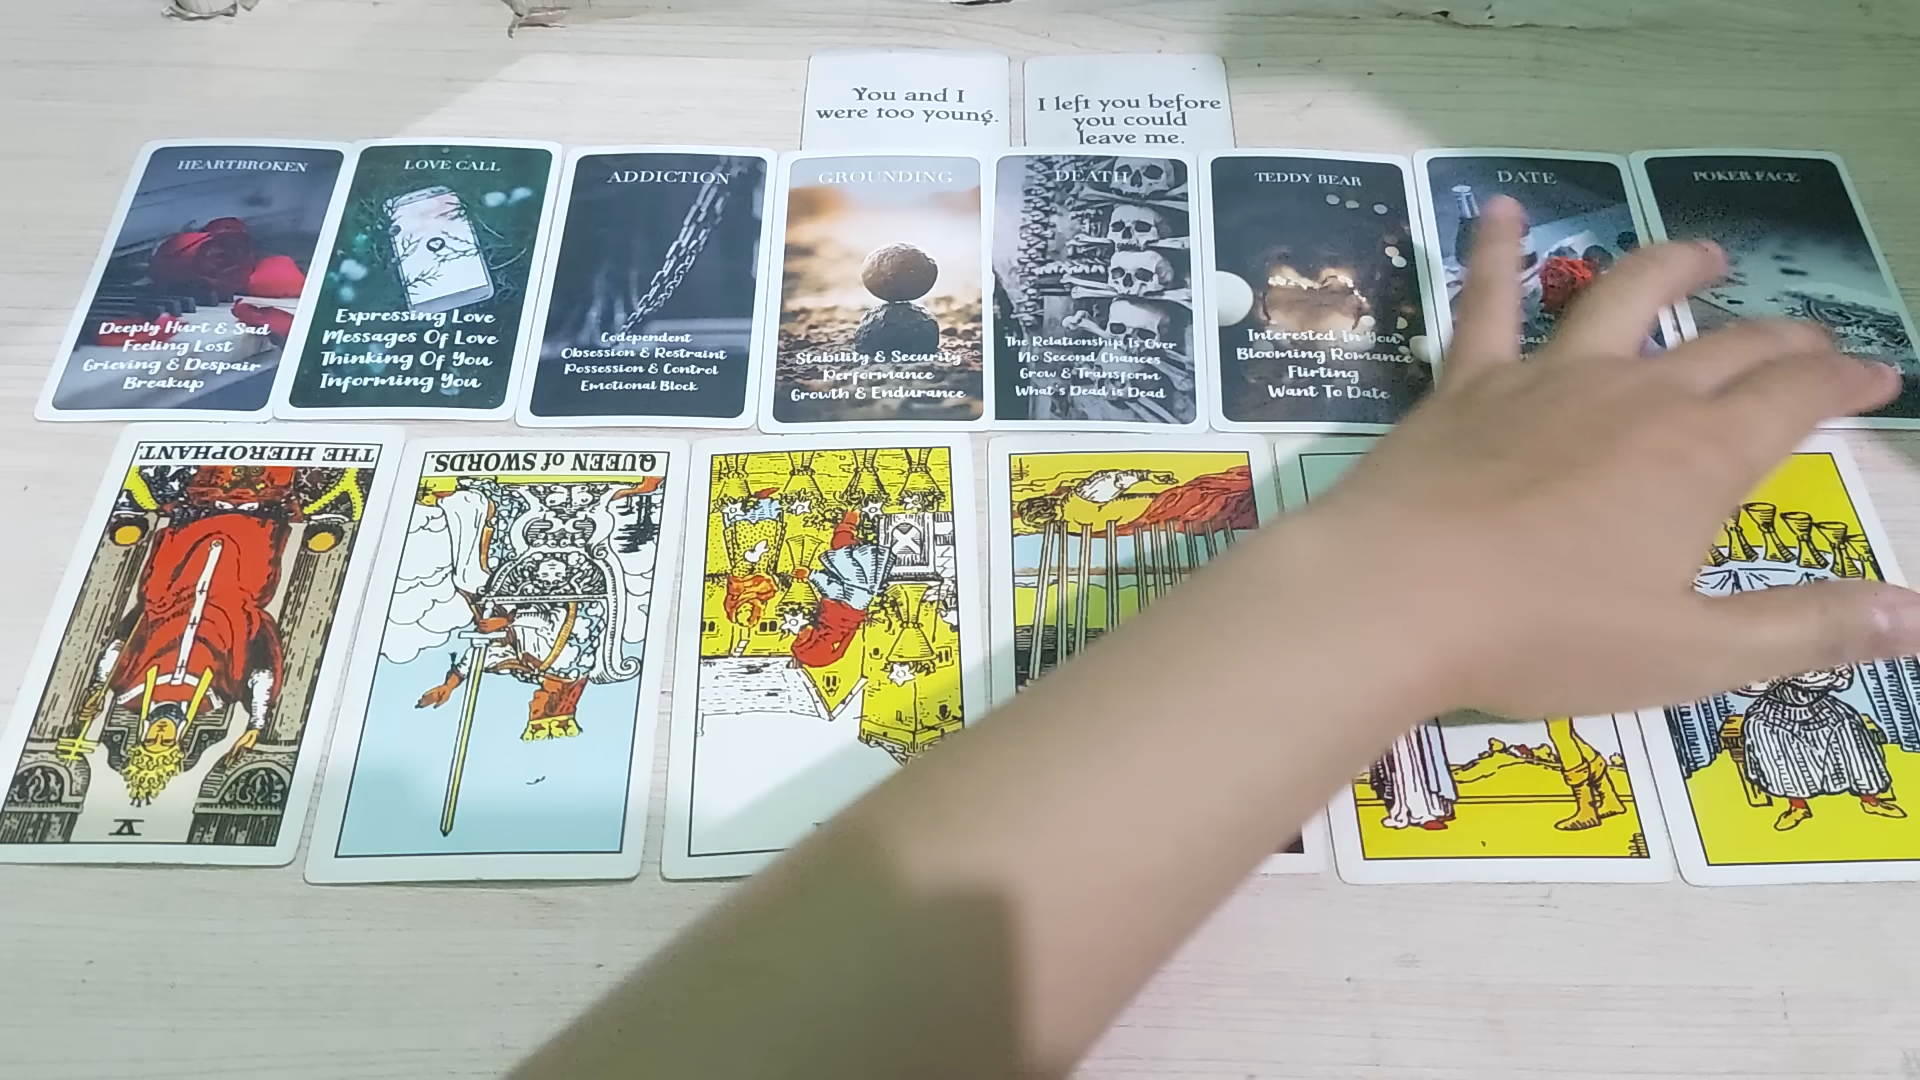 You and I
were too young.
I left you before
you could
leave me.
HEARTBROKEN
Deeply Hurt & Sad
Feeling Lost
Grieving & Despair
Breakup
LOVE CALL
Expressing Love
Messages Of Love
Thinking Of You
Informing You
ADDICTION
Codependent
Obsession & Restraint
Possession & Control
Emotional Block
GROUNDING
Stability & Security
Performance
Growth & Endurance
DEATH
The Relationship Is Over
No Second Chances
Grow & Transform
What's Dead is Dead
TEDDY BEAR
Interested In You
Blooming Romance
Flirting
Want To Date
DATE
POKER FACE
THE HIEROPHANT.
V
QUEEN of SWORDS.